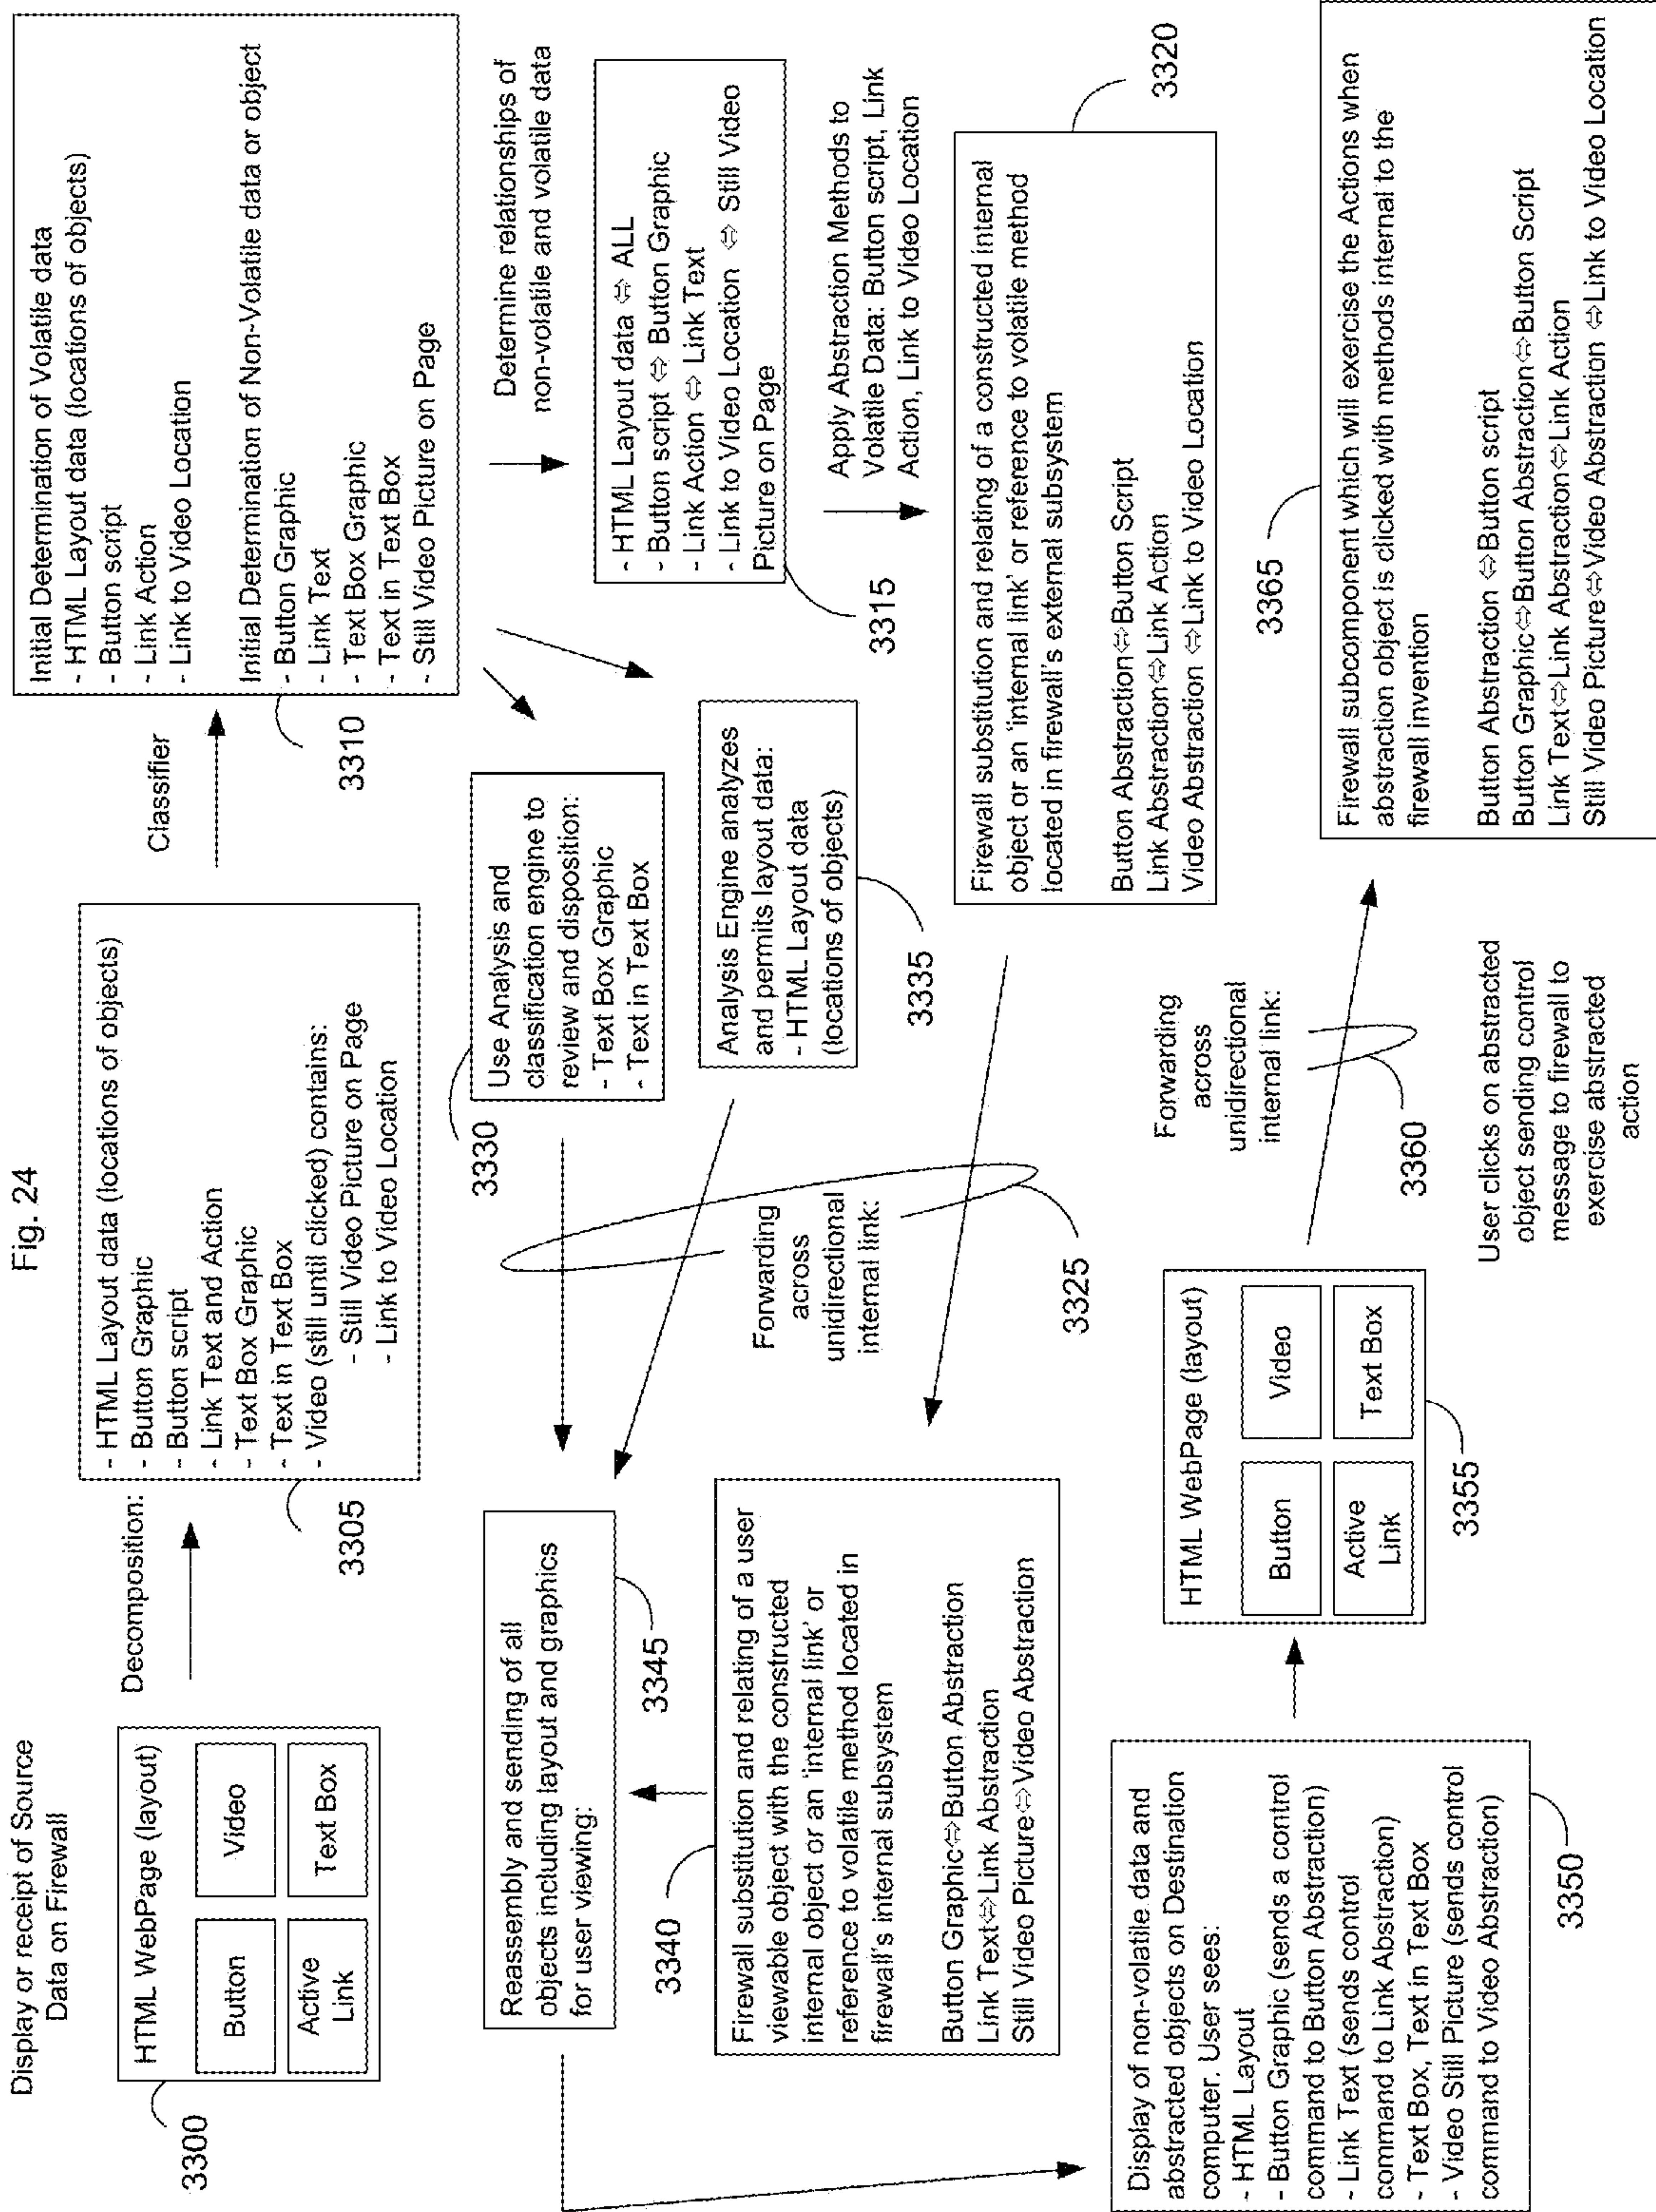 Fig. 24
Display or receipt of Source
Data on Firewall
HTML WebPage (layout)
Button
Video
Active
Link
Text Box
3300
Decomposition:
- HTML Layout data (locations of objects)
- Button Graphic
- Button script
- Link Text and Action
- Text Box Graphic
- Text in Text Box
- Video (still until clicked) contains:
- Still Video Picture on Page
- Link to Video Location
3305
Classifier
Initial Determination of Volatile data
- HTML Layout data (locations of objects)
- Button script
- Link Action
- Link to Video Location
Initial Determination of Non-Volatile data or object
- Button Graphic
- Link Text
- Text Box Graphic
- Text in Text Box
- Still Video Picture on Page
3310
Determine relationships of
non-volatile and volatile data
- HTML Layout data ⇔ ALL
- Button script ⇔ Button Graphic
- Link Action ⇔ Link Text
- Link to Video Location ⇔ Still Video
Picture on Page
3315
Apply Abstraction Methods to
Volatile Data: Button script, Link
Action, Link to Video Location
Firewall substitution and relating of a constructed internal
object or an 'internal link' or reference to volatile method
located in firewall's external subsystem
Button Abstraction⇔Button Script
Link Abstraction⇔Link Action
Video Abstraction ⇔Link to Video Location
3320
Use Analysis and
classification engine to
review and disposition:
- Text Box Graphic
- Text in Text Box
3330
Analysis Engine analyzes
and permits layout data:
- HTML Layout data
(locations of objects)
3335
Forwarding
across
unidirectional
internal link:
3325
Reassembly and sending of all
objects including layout and graphics
for user viewing:
3345
Firewall substitution and relating of a user
viewable object with the constructed
internal object or an 'internal link' or
reference to volatile method located in
firewall's internal subsystem
Button Graphic⇔Button Abstraction
Link Text⇔Link Abstraction
Still Video Picture⇔Video Abstraction
3340
Display of non-volatile data and
abstracted objects on Destination
computer. User sees:
- HTML Layout
- Button Graphic (sends a control
command to Button Abstraction)
- Link Text (sends control
command to Link Abstraction)
- Text Box, Text in Text Box
- Video Still Picture (sends control
command to Video Abstraction)
3350
HTML WebPage (layout)
Button
Video
Active
Link
Text Box
3355
Forwarding
across
unidirectional
internal link:
3360
User clicks on abstracted
object sending control
message to firewall to
exercise abstracted
action
3365
Firewall subcomponent which will exercise the Actions when
abstraction object is clicked with methods internal to the
firewall invention
Button Abstraction ⇔Button script
Button Graphic⇔Button Abstraction⇔Button Script
Link Text⇔Link Abstraction⇔Link Action
Still Video Picture⇔Video Abstraction ⇔Link to Video Location